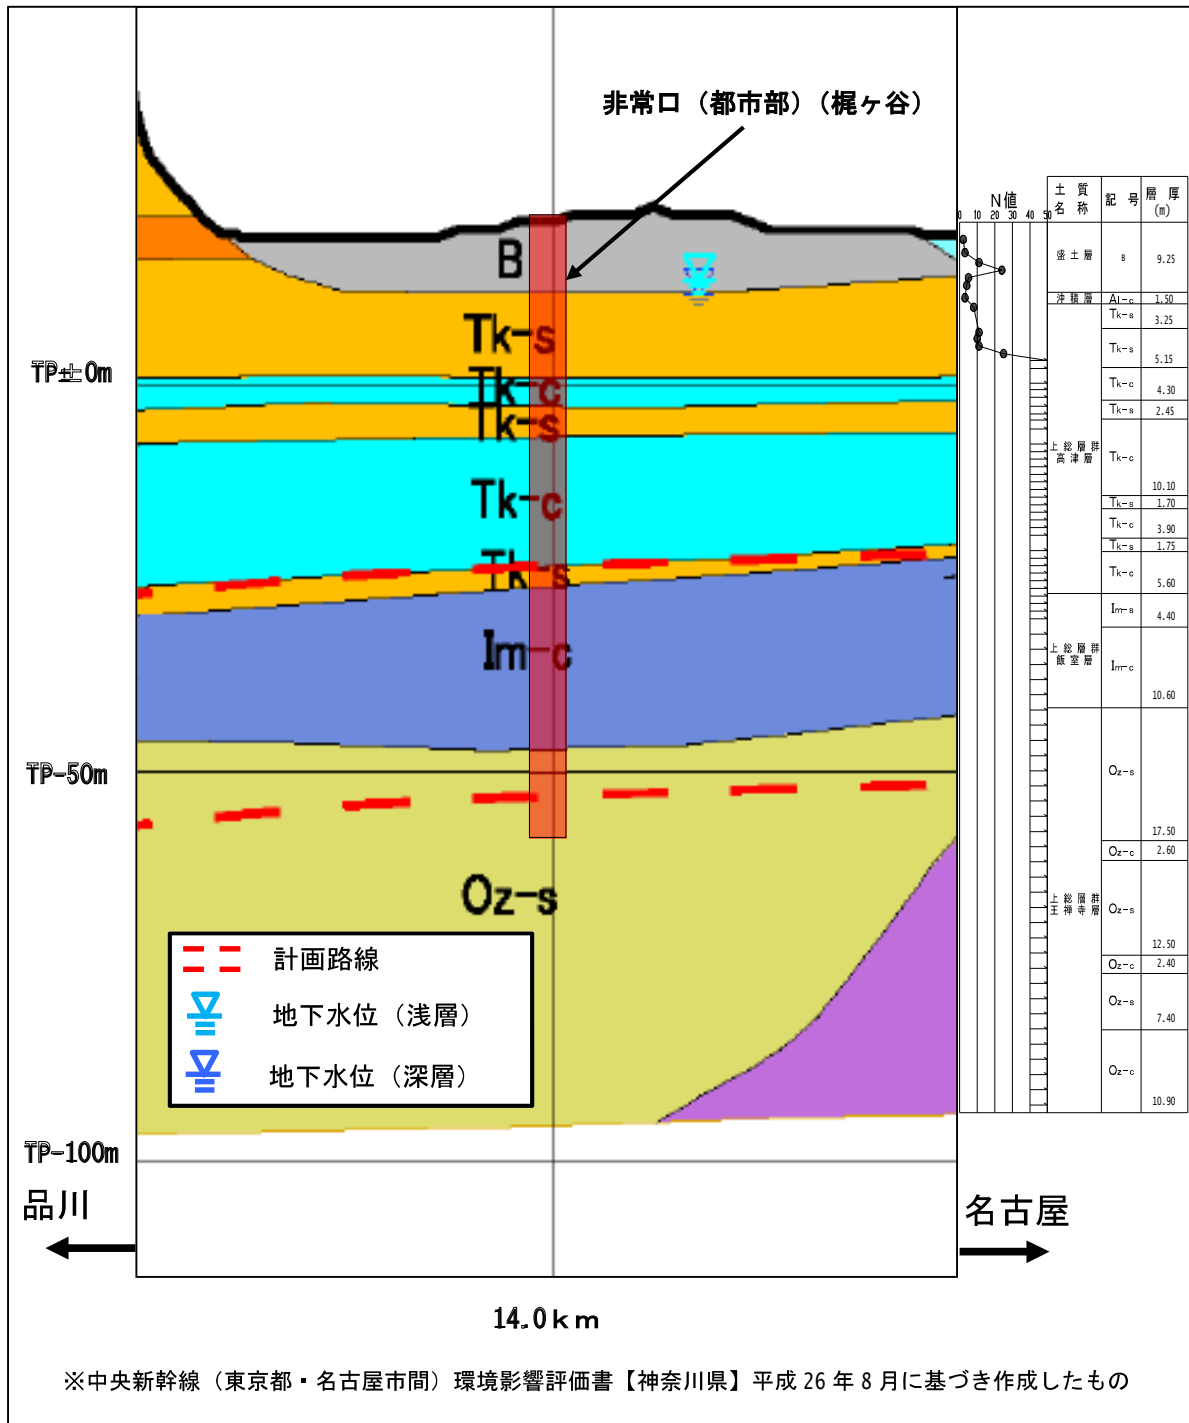 非常口（都市部）（梶ヶ谷）
B
Tk-s
TP±0m
Tk-c
Tk-s
Tk-c
Tk-s
Im-c
TP-50m
Oz-s
計画路線
地下水位（浅層）
地下水位（深層）
TP-100m
品川
名古屋
14.0km
N値
0 10 20 30 40 50
土質名称 記号 層厚(m)
盛土層 B 9.25
沖積層 Al-c 1.50
Tk-s 3.25
Tk-s 5.15
Tk-c 4.30
Tk-s 2.45
上総層群
高津層
Tk-c 10.10
Tk-s 1.70
Tk-c 3.90
Tk-s 1.75
Tk-c 5.60
Im-s 4.40
上総層群
飯室層
Im-c 10.60
Oz-s 17.50
Oz-c 2.60
上総層群
王禅寺層
Oz-s 12.50
Oz-c 2.40
Oz-s 7.40
Oz-c 10.90
※中央新幹線（東京都・名古屋市間）環境影響評価書【神奈川県】平成26年8月に基づき作成したもの